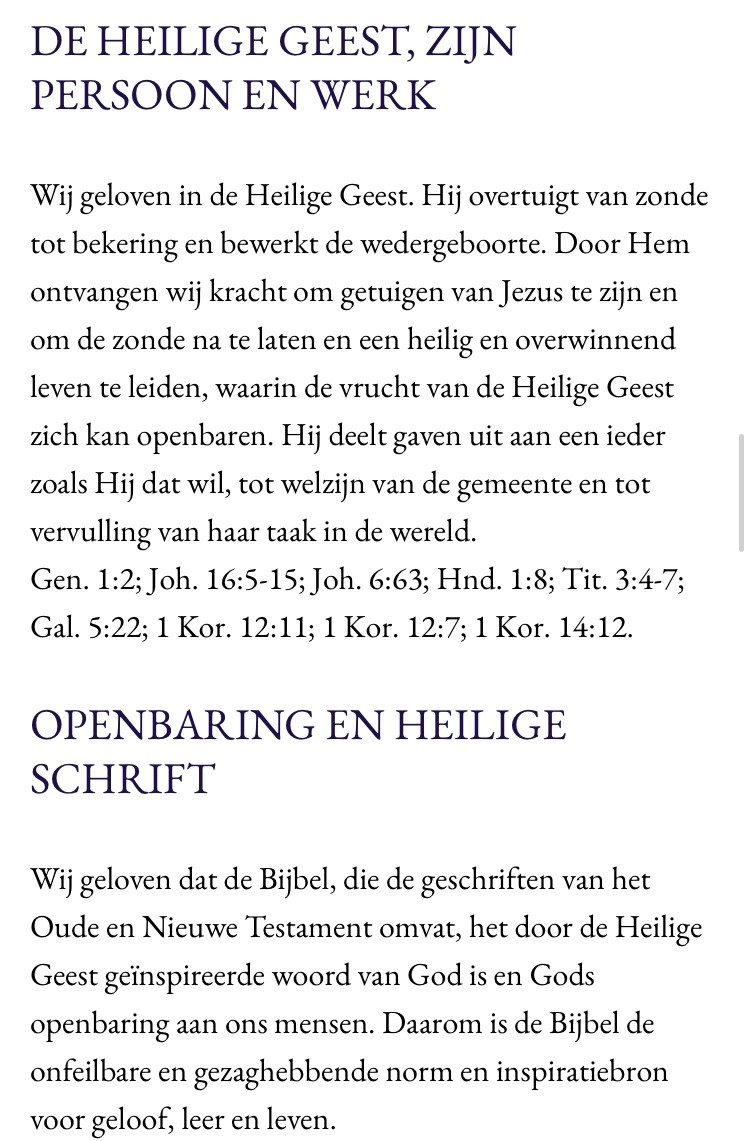 DE HEILIGE GEEST, ZIJN
PERSOON EN WERK
Wij geloven in de Heilige Geest. Hij overtuigt van zonde
tot bekering en bewerkt de wedergeboorte. Door Hem
ontvangen wij kracht om getuigen van Jezus te zijn en
om de zonde na te laten en een heilig en overwinnend
leven te leiden, waarin de vrucht van de Heilige Geest
zich kan openbaren. Hij deelt gaven uit aan een ieder
zoals Hij dat wil, tot welzijn van de gemeente en tot
vervulling van haar taak in de wereld.
Gen. 1:2; Joh. 16:5-15; Joh. 6:63; Hnd. 1:8; Tit. 3:4-7;
Gal. 5:22; 1 Kor. 12:11; 1 Kor. 12:7; 1 Kor. 14:12.
OPENBARING EN HEILIGE
SCHRIFT
Wij geloven dat de Bijbel, die de geschriften van het
Oude en Nieuwe Testament omvat, het door de Heilige
Geest geïnspireerde woord van God is en Gods
openbaring aan ons mensen. Daarom is de Bijbel de
onfeilbare en gezaghebbende norm en inspiratiebron
voor geloof, leer en leven.